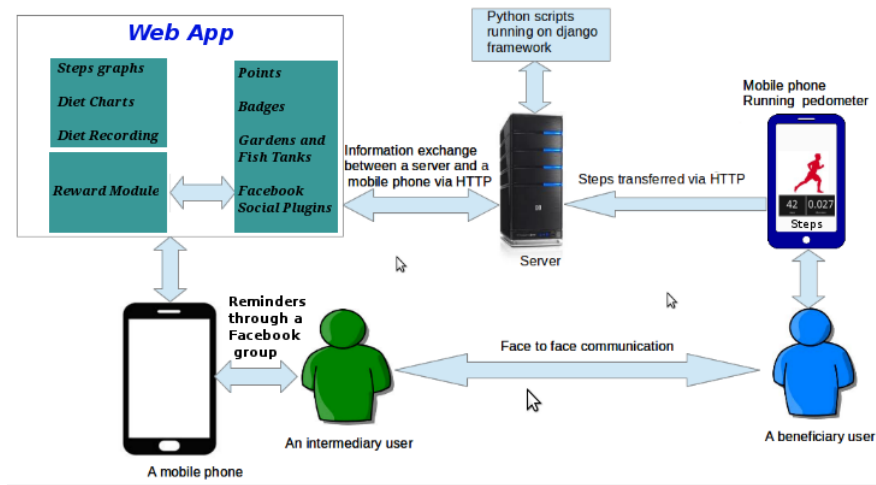 Web App
Steps graphs
Diet Charts
Diet Recording
Reward Module
Points
Badges
Gardens and
Fish Tanks
Facebook
Social Plugins
Information exchange
between a server and a
mobile phone via HTTP
Python scripts
running on django
framework
Server
Steps transferred via HTTP
Mobile phone
Running pedometer
42
0.027
Steps
Reminders
through a
Facebook
group
Face to face communication
An intermediary user
A beneficiary user
A mobile phone